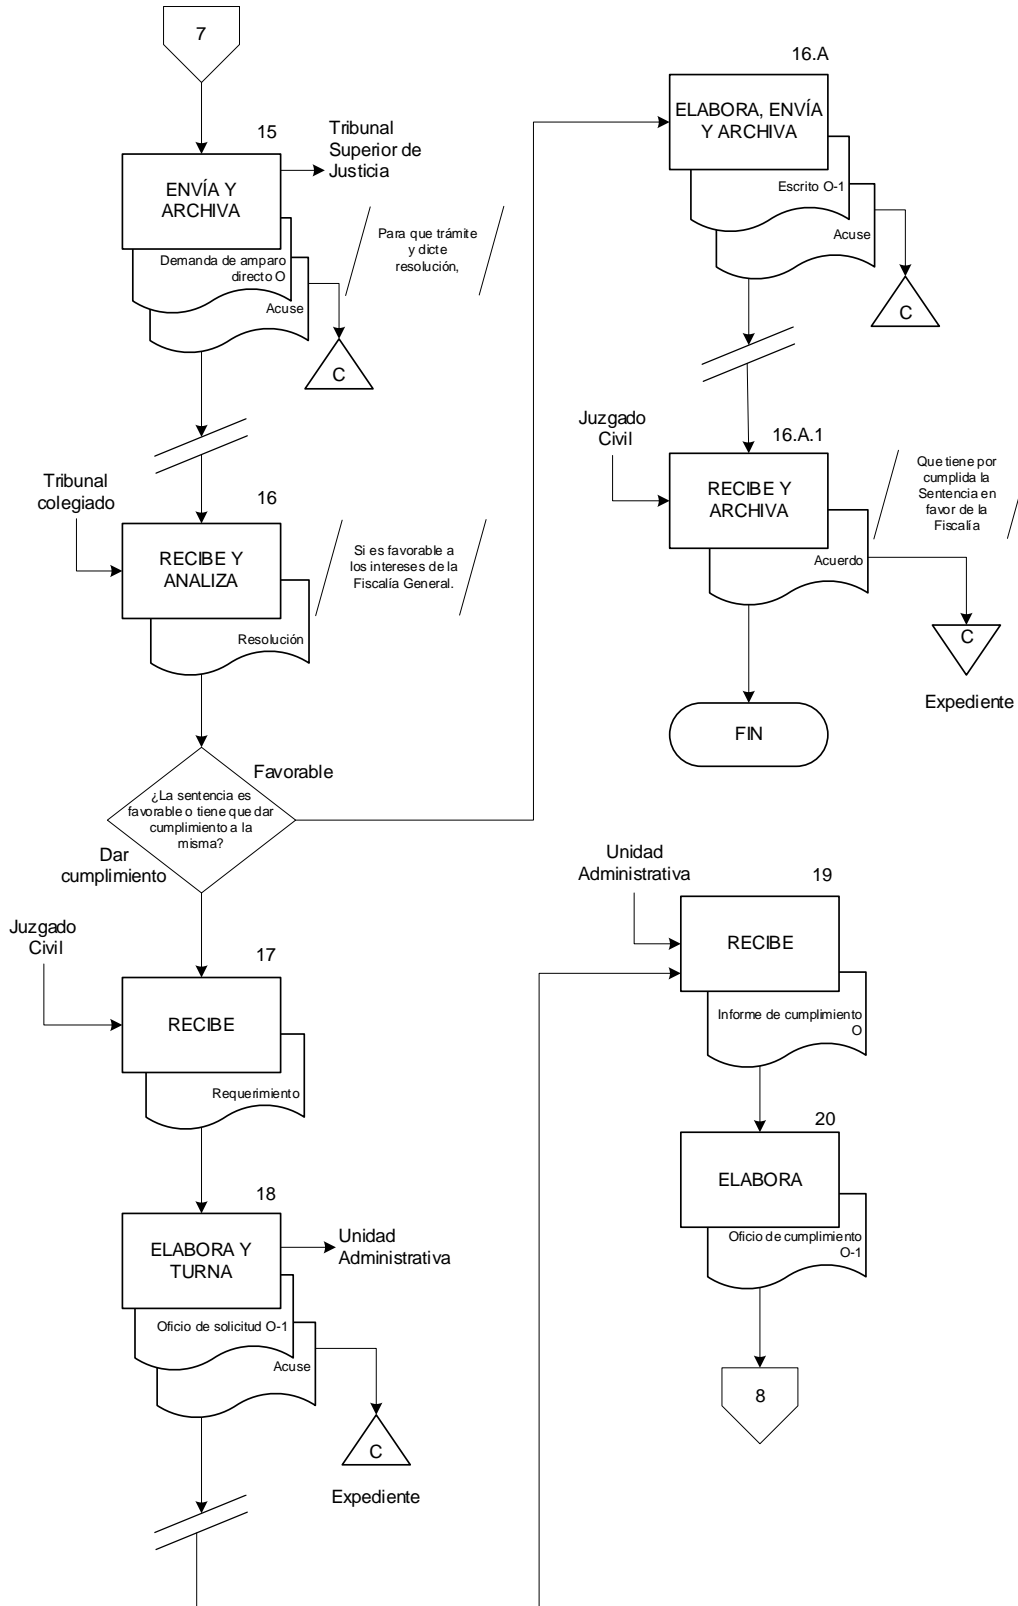 7
15
Tribunal
Superior de
Justicia
ENVÍA Y
ARCHIVA
Demanda de amparo
directo O
Acuse
Para que trámite
y dicte
resolución,
C
Tribunal
colegiado
16
RECIBE Y
ANALIZA
Resolución
Si es favorable a
los intereses de la
Fiscalía General.
Favorable
¿La sentencia es
favorable o tiene que dar
cumplimiento a la
misma?
Dar
cumplimiento
Juzgado
Civil
17
RECIBE
Requerimiento
18
ELABORA Y
TURNA
Unidad
Administrativa
Oficio de solicitud O-1
Acuse
C
Expediente
16.A
ELABORA, ENVÍA
Y ARCHIVA
Escrito O-1
Acuse
C
Juzgado
Civil
16.A.1
RECIBE Y
ARCHIVA
Acuerdo
Que tiene por
cumplida la
Sentencia en
favor de la
Fiscalía
C
Expediente
FIN
Unidad
Administrativa
19
RECIBE
Informe de cumplimiento
O
20
ELABORA
Oficio de cumplimiento
O-1
8